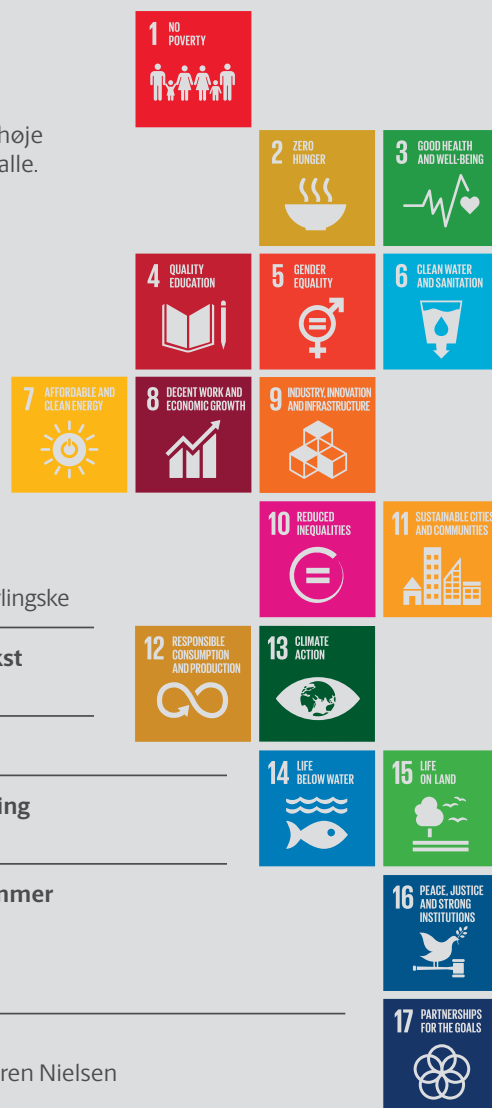 1 NO
POVERTY
høje
alle.
2 ZERO
HUNGER
3 GOOD HEALTH
AND WELL-BEING
4 QUALITY
EDUCATION
5 GENDER
EQUALITY
6 CLEAN WATER
AND SANITATION
7 AFFORDABLE AND
CLEAN ENERGY
8 DECENT WORK AND
ECONOMIC GROWTH
9 INDUSTRY, INNOVATION
AND INFRASTRUCTURE
10 REDUCED
INEQUALITIES
11 SUSTAINABLE CITIES
AND COMMUNITIES
lingske
kst
12 RESPONSIBLE
CONSUMPTION
AND PRODUCTION
13 CLIMATE
ACTION
14 LIFE
BELOW WATER
15 LIFE
ON LAND
ing
mmer
16 PEACE, JUSTICE
AND STRONG
INSTITUTIONS
17 PARTNERSHIPS
FOR THE GOALS
ren Nielsen